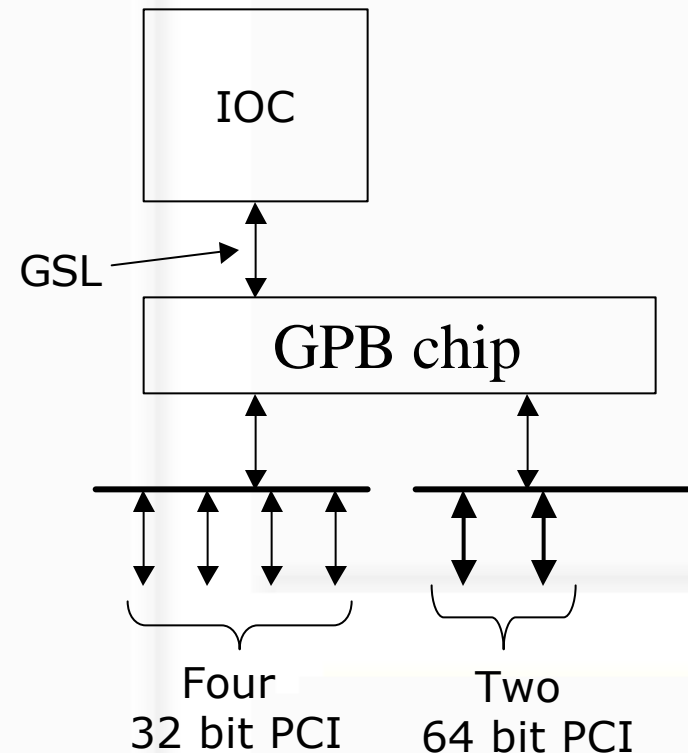 IOC
GSL
GPB chip
Four
32 bit PCI
Two
64 bit PCI